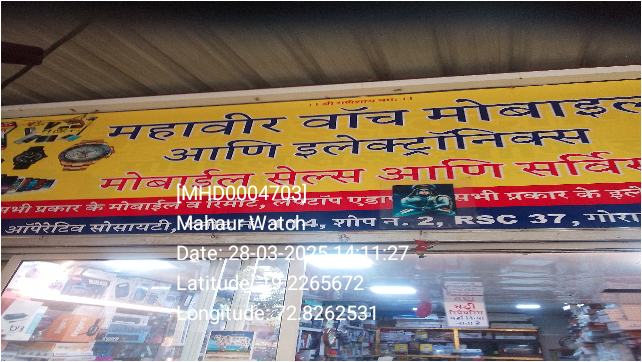 ।। श्री गणेशाय नमः ।।
महावीर वॉच मोबाईल
आणि इलेक्ट्रॉनिक्स
मोबाईल सेल्स आणि सर्विस
[MHD0004703]
सभी प्रकार के मोबाईल व रिमोट, लॅपटॉप एडा सभी प्रकार के इले
Mahaur Watch
ऑपरेटिव सोसायटी, शॉप नं. 2, RSC 37, गोरा
Date: 28-03-2025 14:11:27
Latitude: 19.2265672
Longitude: 72.8262531
घड़ी
रिपेयरिंग